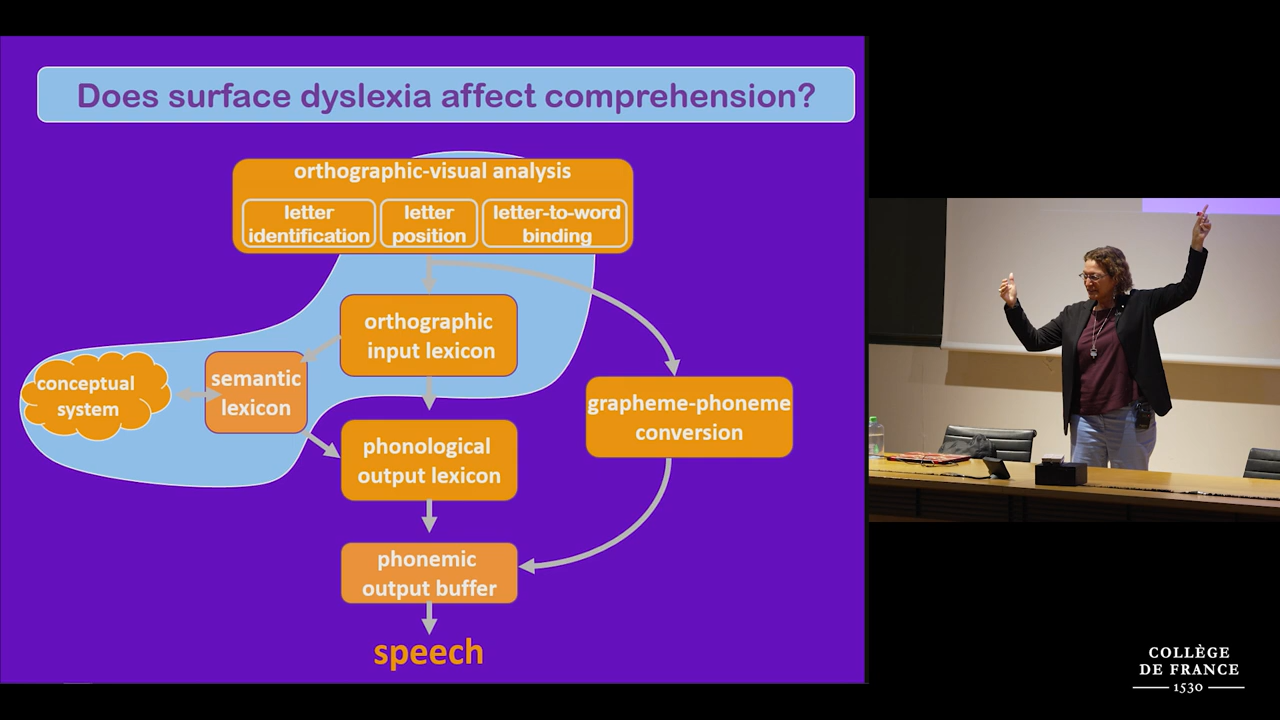 Does surface dyslexia affect comprehension?
orthographic-visual analysis
letter
identification
letter
position
letter-to-word
binding
orthographic
input lexicon
conceptual
system
semantic
lexicon
grapheme-phoneme
conversion
phonological
output lexicon
phonemic
output buffer
speech
COLLÈGE
DE FRANCE
1530